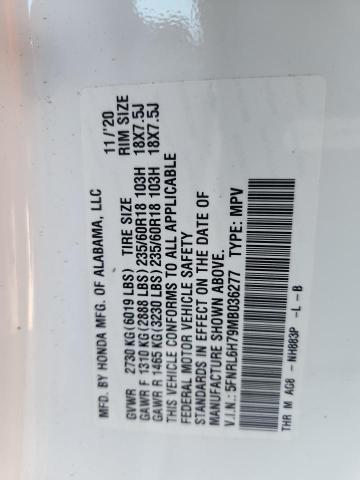 MFD. BY HONDA MFG. OF ALABAMA, LLC 11/'20
GVWR 2730 KG(6019 LBS) TIRE SIZE RIM SIZE
GAWR F 1310 KG(2888 LBS)235/60R18 103H 18X7.5J
GAWR R 1465 KG(3230 LBS)235/60R18 103H 18X7.5J
THIS VEHICLE CONFORMS TO ALL APPLICABLE
FEDERAL MOTOR VEHICLE SAFETY
STANDARDS IN EFFECT ON THE DATE OF
MANUFACTURE SHOWN ABOVE.
V.I.N.: 5FNRL6H79MB036277 TYPE: MPV
THR M AG8 - NH883P -L -B